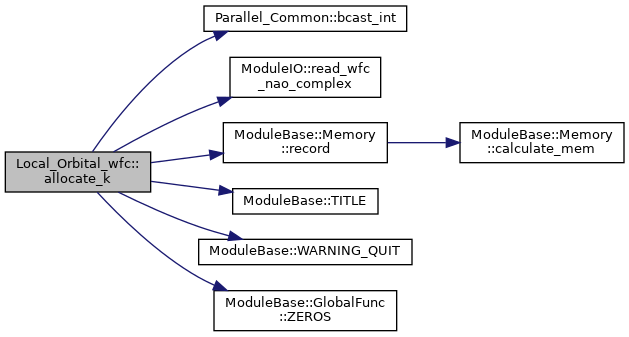 Parallel_Common::bcast_int
ModuleIO::read_wfc
_nao_complex
ModuleBase::Memory
::record
ModuleBase::Memory
::calculate_mem
Local_Orbital_wfc::
allocate_k
ModuleBase::TITLE
ModuleBase::WARNING_QUIT
ModuleBase::GlobalFunc
::ZEROS